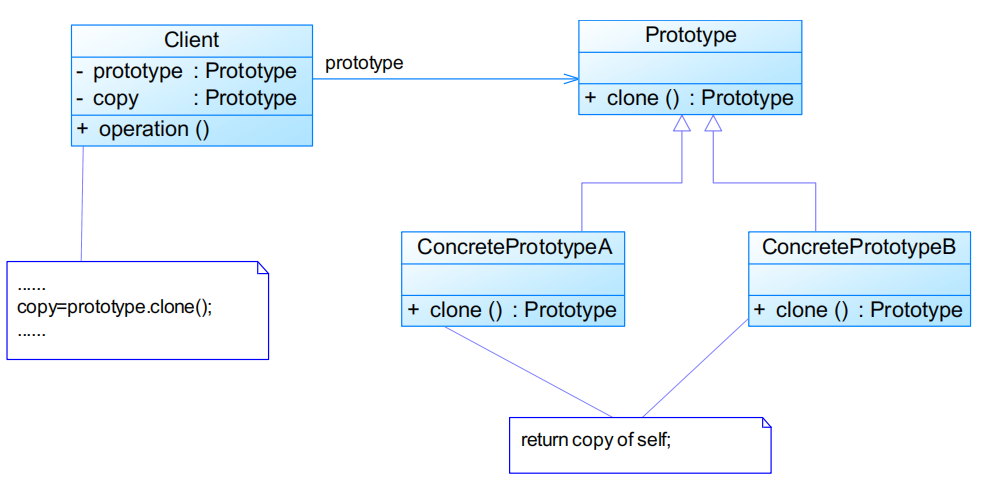 Client
- prototype : Prototype
- copy : Prototype
+ operation ()
prototype
Prototype
+ clone () : Prototype
ConcretePrototypeA
+ clone () : Prototype
ConcretePrototypeB
+ clone () : Prototype
......
copy=prototype.clone();
......
return copy of self;